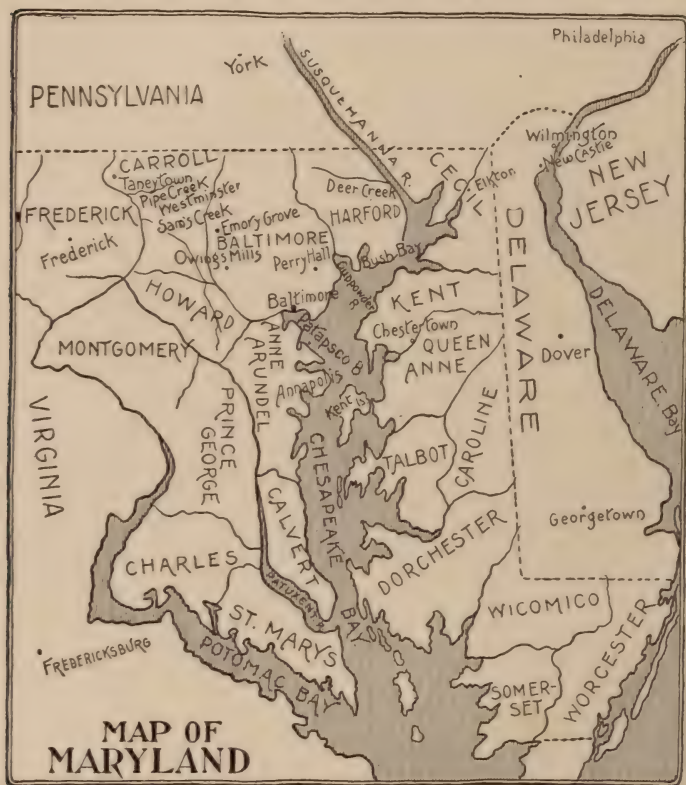 Philadelphia
York
SUSQUEHANNA R.
PENNSYLVANIA
Wilmington
New Castle
CARROLL
Taneytown
Pipe Creek
Westminster
Sam's Creek
CECIL
Elkton
NEW
JERSEY
Deer Creek
HARFORD
FREDERICK
Frederick
Emory Grove
BALTIMORE
Owings Mills
Perry Hall
Bush Bay
Gunpowder
R.
DELAWARE
HOWARD
Baltimore
KENT
DELAWARE. Bay
MONTGOMERY
ANNE
ARUNDEL
Patapsco
Chestertown
QUEEN
ANNE
Dover
Annapolis
Kent Is.
VIRGINIA
PRINCE
GEORGE
CHESAPEAKE
BAY.
TALBOT
CAROLINE
CALVERT
Georgetown
CHARLES
PATUXENT R.
DORCHESTER
WICOMICO
ST. MARYS
FREDERICKSBURG
POTOMAC BAY
SOMER-
SET
WORCESTER
MAP OF
MARYLAND